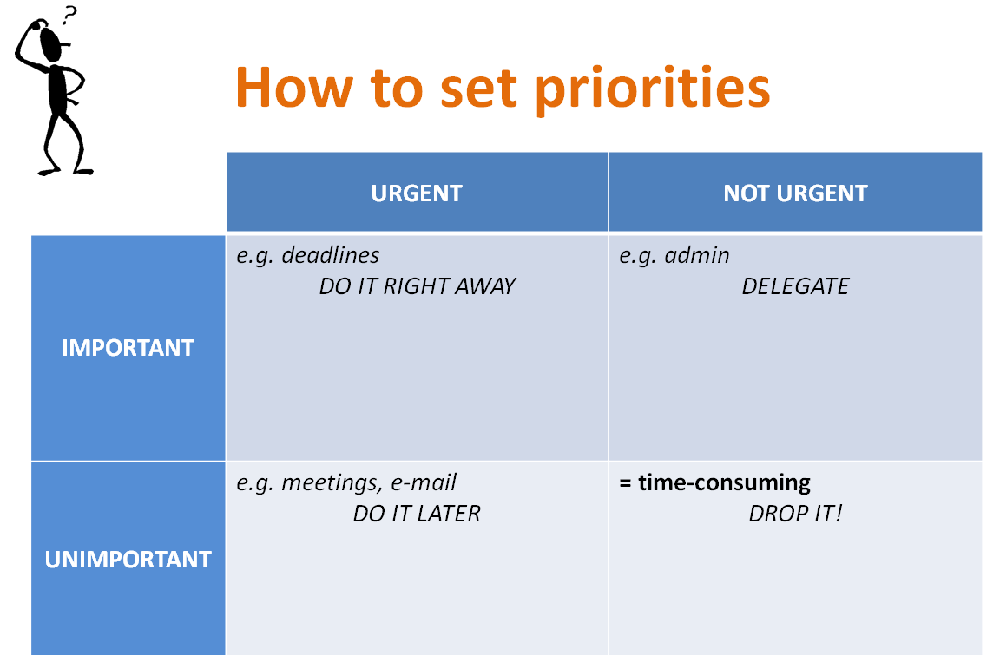 ?
How to set priorities
URGENT
NOT URGENT
IMPORTANT
e.g. deadlines
DO IT RIGHT AWAY
e.g. admin
DELEGATE
UNIMPORTANT
e.g. meetings, e-mail
DO IT LATER
= time-consuming
DROP IT!